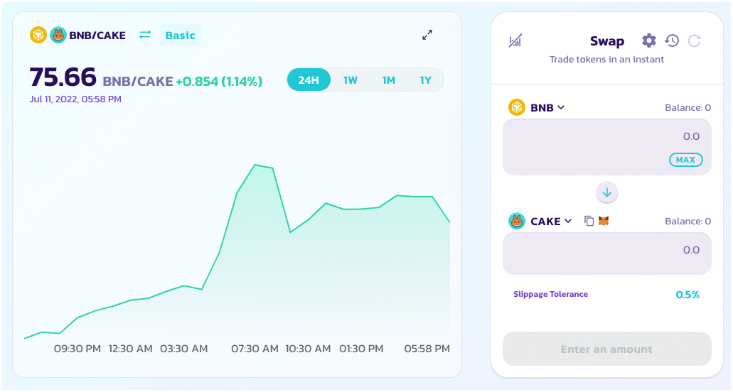 BNB/CAKE Basic
75.66 BNB/CAKE +0.854 (1.14%)
Jul 11, 2022, 05:58 PM
24H 1W 1M 1Y
09:30 PM 12:30 AM 03:30 AM 07:30 AM 10:30 AM 01:30 PM 05:58 PM
Swap
Trade tokens in an instant
BNB Balance: 0
0.0
MAX
CAKE Balance: 0
0.0
Slippage Tolerance 0.5%
Enter an amount